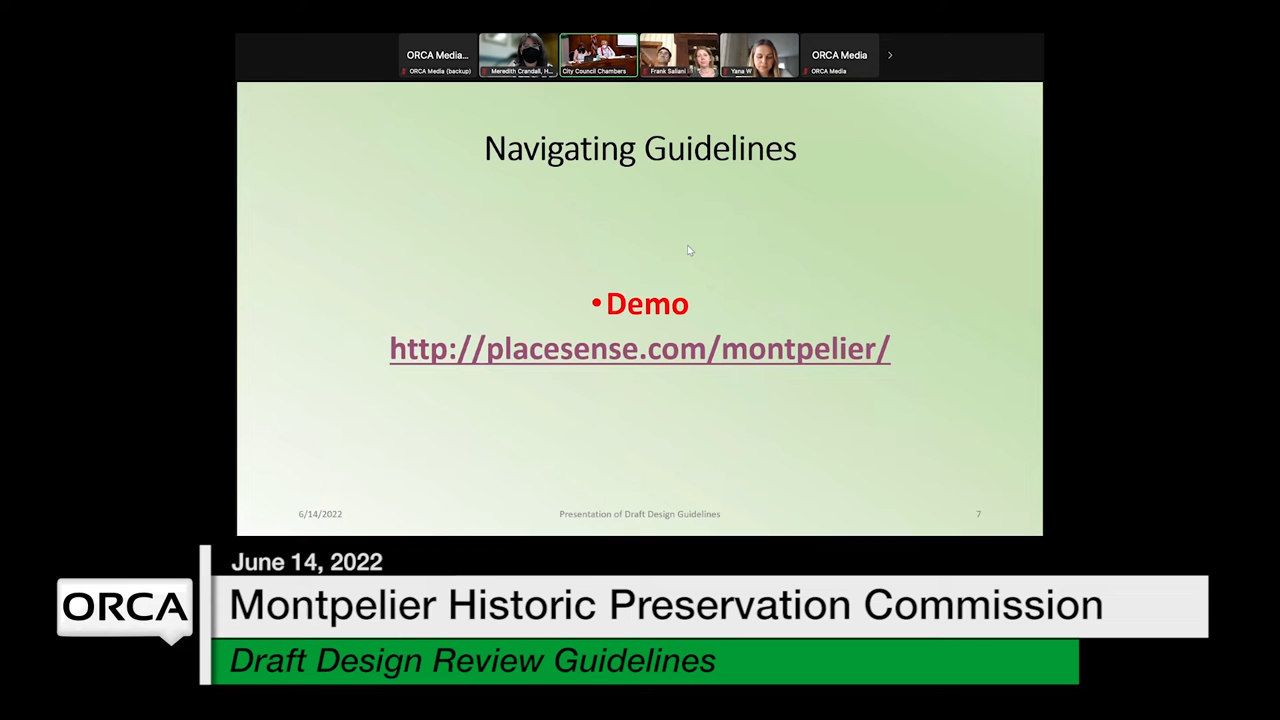 ORCA Media...
ORCA Media
ORCA Media (backup)
Meredith Crandall, H...
City Council Chambers
Frank Sallani
Yana W
ORCA Media
Navigating Guidelines
•Demo
http://placesense.com/montpelier/
6/14/2022
Presentation of Draft Design Guidelines
7
June 14, 2022
ORCA
Montpelier Historic Preservation Commission
Draft Design Review Guidelines